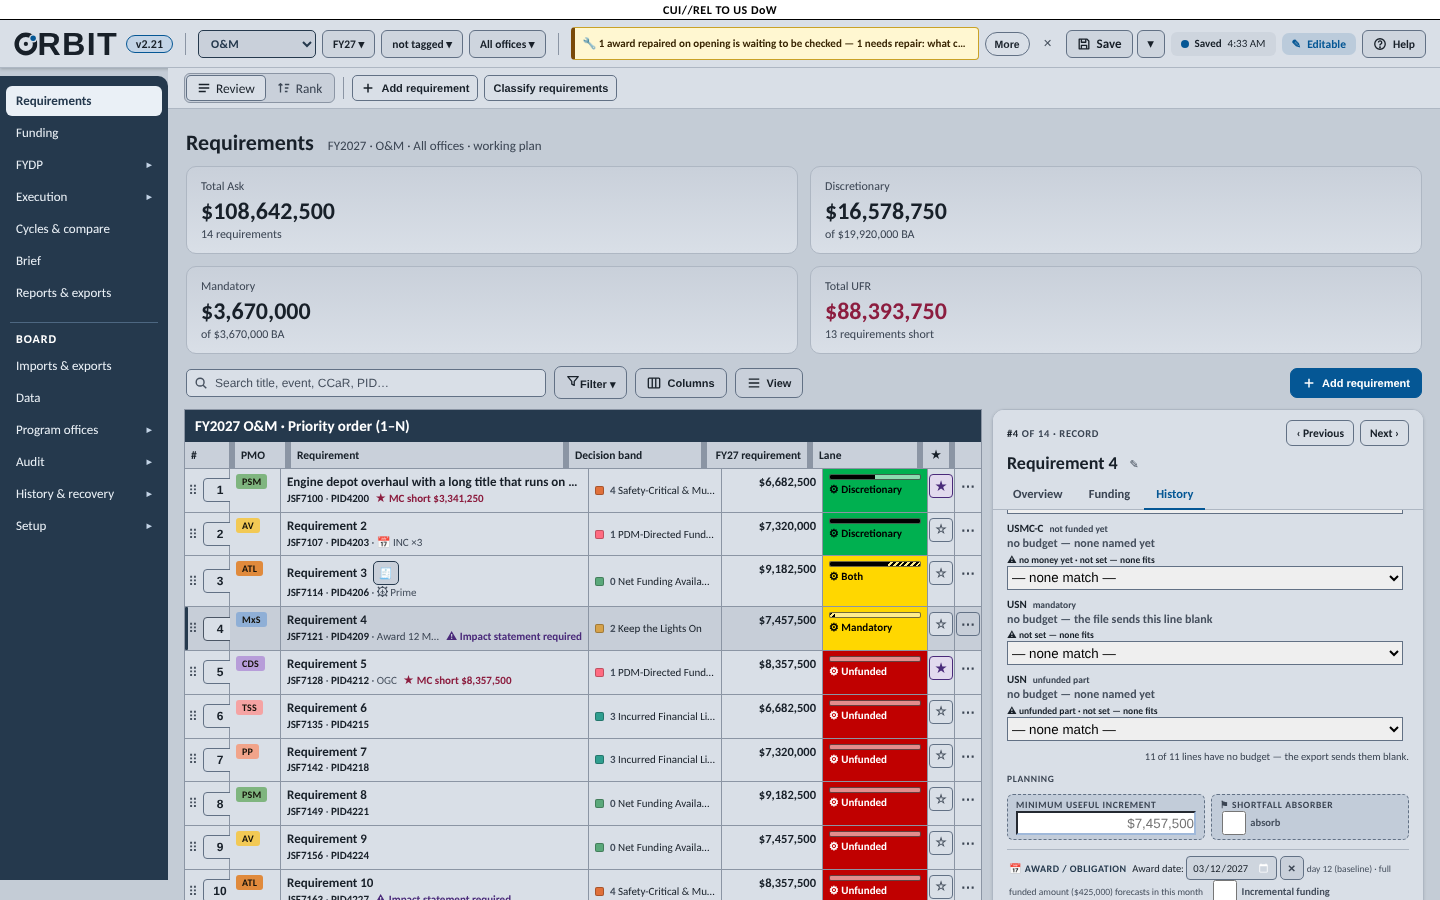 CUI//REL TO US DoW
ORBIT v2.21 O&M FY27 ▾ not tagged ▾ All offices ▾ 🔧 1 award repaired on opening is waiting to be checked — 1 needs repair: what c... More × Save ▾ Saved 4:33 AM ✎ Editable Help
Review Rank + Add requirement Classify requirements
Requirements
Funding
FYDP ▸
Execution ▸
Cycles & compare
Brief
Reports & exports
BOARD
Imports & exports
Data
Program offices ▸
Audit ▸
History & recovery ▸
Setup ▸
Requirements FY2027 · O&M · All offices · working plan
Total Ask
$108,642,500
14 requirements
Discretionary
$16,578,750
of $19,920,000 BA
Mandatory
$3,670,000
of $3,670,000 BA
Total UFR
$88,393,750
13 requirements short
Search title, event, CCaR, PID… Filter ▾ Columns View + Add requirement
FY2027 O&M · Priority order (1–N)
# PMO Requirement Decision band FY27 requirement Lane ★
1 PSM Engine depot overhaul with a long title that runs on ... 4 Safety-Critical & Mu... $6,682,500 ⚙ Discretionary ★ ···
JSF7100 · PID4200 ★ MC short $3,341,250
2 AV Requirement 2 1 PDM-Directed Fund... $7,320,000 ⚙ Discretionary ☆ ···
JSF7107 · PID4203 · 📅 INC ×3
3 ATL Requirement 3 0 Net Funding Availa... $9,182,500 ⚙ Both ☆ ···
JSF7114 · PID4206 · Prime
4 MxS Requirement 4 2 Keep the Lights On $7,457,500 ⚙ Mandatory ☆ ···
JSF7121 · PID4209 · Award 12 M... ⚠ Impact statement required
5 CDS Requirement 5 1 PDM-Directed Fund... $8,357,500 ⚙ Unfunded ★ ···
JSF7128 · PID4212 · OGC ★ MC short $8,357,500
6 TSS Requirement 6 3 Incurred Financial Li... $6,682,500 ⚙ Unfunded ☆ ···
JSF7135 · PID4215
7 PP Requirement 7 3 Incurred Financial Li... $7,320,000 ⚙ Unfunded ☆ ···
JSF7142 · PID4218
8 PSM Requirement 8 0 Net Funding Availa... $9,182,500 ⚙ Unfunded ☆ ···
JSF7149 · PID4221
9 AV Requirement 9 0 Net Funding Availa... $7,457,500 ⚙ Unfunded ☆ ···
JSF7156 · PID4224
10 ATL Requirement 10 4 Safety-Critical & Mu... $8,357,500 ⚙ Unfunded ☆ ···
JSF7163 · PID4227 ⚠ Impact statement required
#4 OF 14 · RECORD ‹ Previous Next ›
Requirement 4 ✎
Overview Funding History
USMC-C not funded yet
no budget — none named yet
⚠ no money yet · not set — none fits
— none match —
USN mandatory
no budget — the file sends this line blank
⚠ not set — none fits
— none match —
USN unfunded part
no budget — none named yet
⚠ unfunded part · not set — none fits
— none match —
11 of 11 lines have no budget — the export sends them blank.
PLANNING
MINIMUM USEFUL INCREMENT
$7,457,500
⚑ SHORTFALL ABSORBER
absorb
📅 AWARD / OBLIGATION Award date: 03/12/2027 × day 12 (baseline) · full
funded amount ($425,000) forecasts in this month Incremental funding